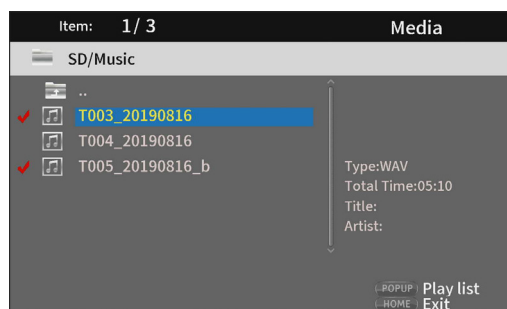 Item: 1/3 Media
SD/Music
..
T003_20190816
T004_20190816
T005_20190816_b
Type:WAV
Total Time:05:10
Title:
Artist:
POPUP Play list
HOME Exit